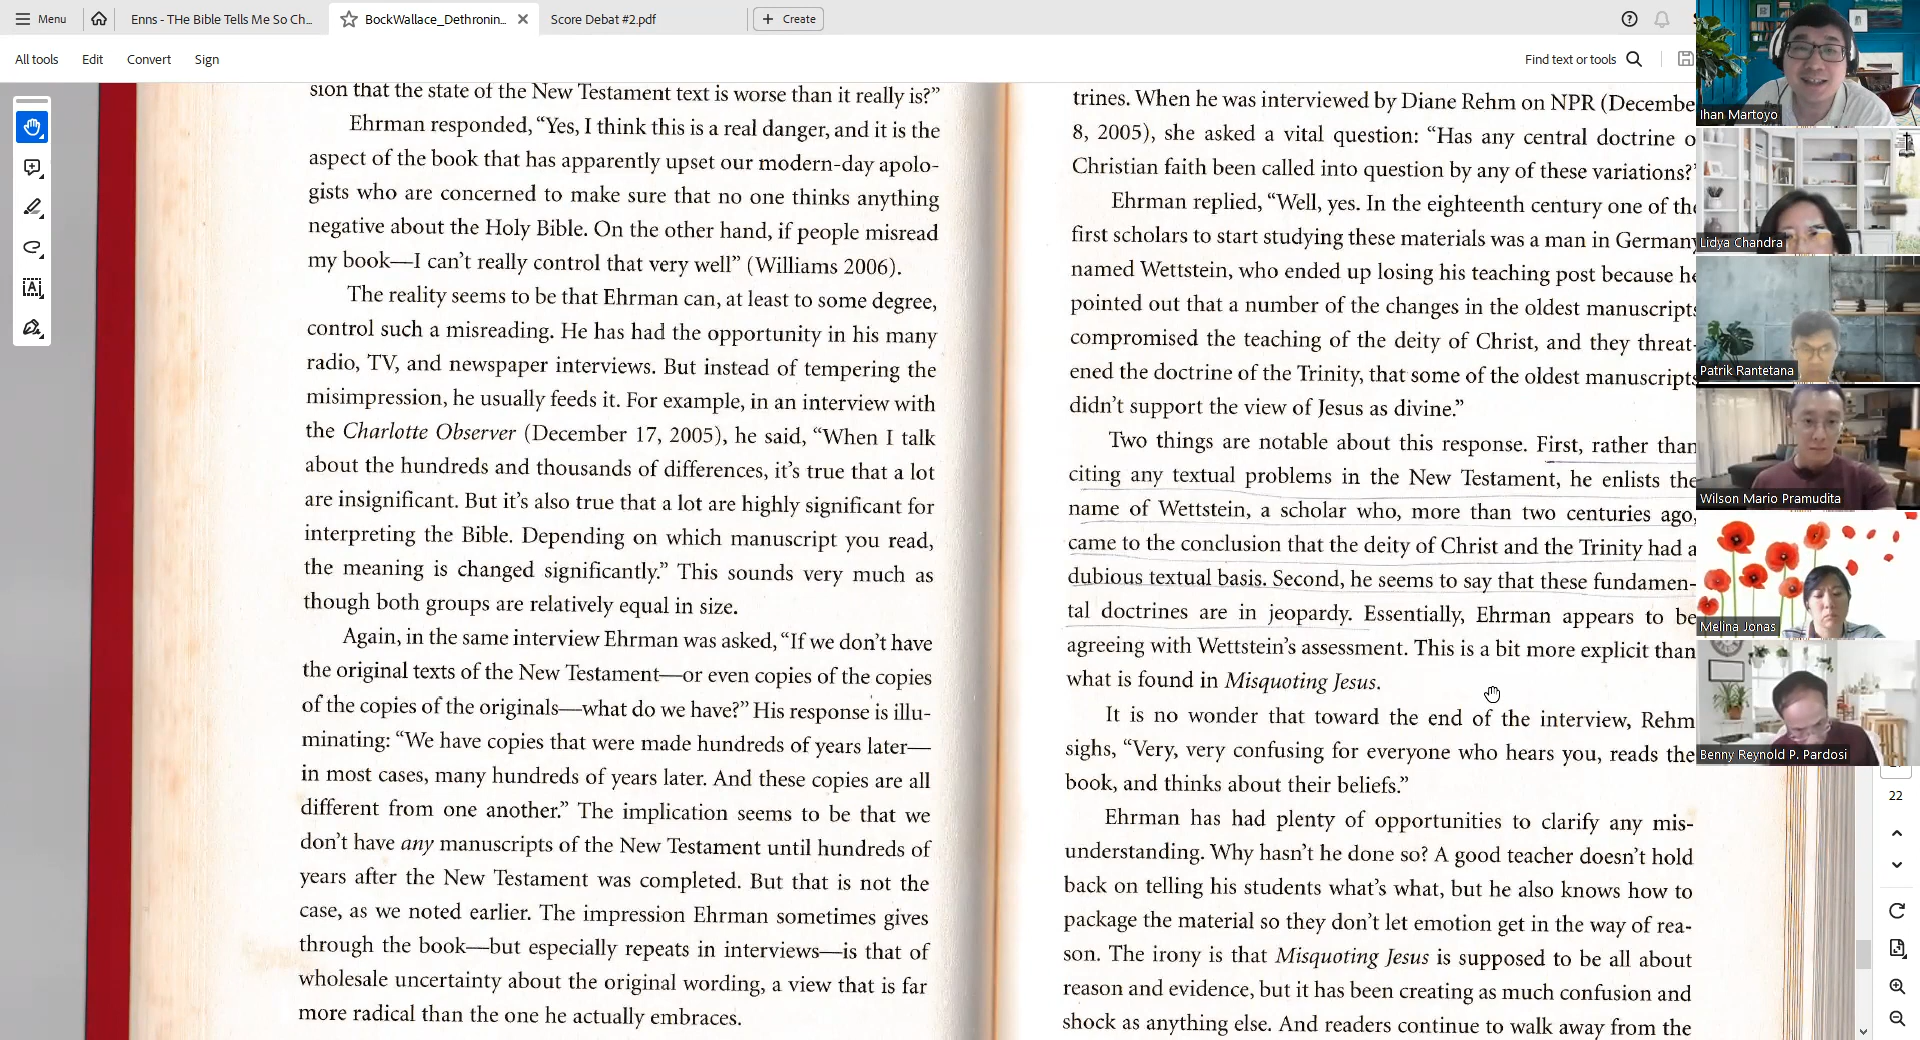 Menu
Enns - THe Bible Tells Me So Ch...
BockWallace_Dethronin...
Score Debat #2.pdf
Create
All tools
Edit
Convert
Sign
Find text or tools
sion that the state of the New Testament text is worse than it really is?”
Ehrman responded, “Yes, I think this is a real danger, and it is the
aspect of the book that has apparently upset our modern-day apolo-
gists who are concerned to make sure that no one thinks anything
negative about the Holy Bible. On the other hand, if people misread
my book—I can’t really control that very well” (Williams 2006).
The reality seems to be that Ehrman can, at least to some degree,
control such a misreading. He has had the opportunity in his many
radio, TV, and newspaper interviews. But instead of tempering the
misimpression, he usually feeds it. For example, in an interview with
the Charlotte Observer (December 17, 2005), he said, “When I talk
about the hundreds and thousands of differences, it’s true that a lot
are insignificant. But it’s also true that a lot are highly significant for
interpreting the Bible. Depending on which manuscript you read,
the meaning is changed significantly.” This sounds very much as
though both groups are relatively equal in size.
Again, in the same interview Ehrman was asked, “If we don’t have
the original texts of the New Testament—or even copies of the copies
of the copies of the originals—what do we have?” His response is illu-
minating: “We have copies that were made hundreds of years later—
in most cases, many hundreds of years later. And these copies are all
different from one another.” The implication seems to be that we
don’t have any manuscripts of the New Testament until hundreds of
years after the New Testament was completed. But that is not the
case, as we noted earlier. The impression Ehrman sometimes gives
through the book—but especially repeats in interviews—is that of
wholesale uncertainty about the original wording, a view that is far
more radical than the one he actually embraces.
trines. When he was interviewed by Diane Rehm on NPR (Decembe
8, 2005), she asked a vital question: “Has any central doctrine o
Christian faith been called into question by any of these variations?”
Ehrman replied, “Well, yes. In the eighteenth century one of the
first scholars to start studying these materials was a man in Germany
named Wettstein, who ended up losing his teaching post because he
pointed out that a number of the changes in the oldest manuscripts
compromised the teaching of the deity of Christ, and they threat-
ened the doctrine of the Trinity, that some of the oldest manuscripts
didn’t support the view of Jesus as divine.”
Two things are notable about this response. First, rather than
citing any textual problems in the New Testament, he enlists the
name of Wettstein, a scholar who, more than two centuries ago,
came to the conclusion that the deity of Christ and the Trinity had a
dubious textual basis. Second, he seems to say that these fundamen-
tal doctrines are in jeopardy. Essentially, Ehrman appears to be
agreeing with Wettstein’s assessment. This is a bit more explicit than
what is found in Misquoting Jesus.
It is no wonder that toward the end of the interview, Rehm
sighs, “Very, very confusing for everyone who hears you, reads the
book, and thinks about their beliefs.”
Ehrman has had plenty of opportunities to clarify any mis-
understanding. Why hasn’t he done so? A good teacher doesn’t hold
back on telling his students what’s what, but he also knows how to
package the material so they don’t let emotion get in the way of rea-
son. The irony is that Misquoting Jesus is supposed to be all about
reason and evidence, but it has been creating as much confusion and
shock as anything else. And readers continue to walk away from the
Ihan Martoyo
Lidya Chandra
Patrik Rantetana
Wilson Mario Pramudita
Melina Jonas
Benny Reynold P. Pardosi
22